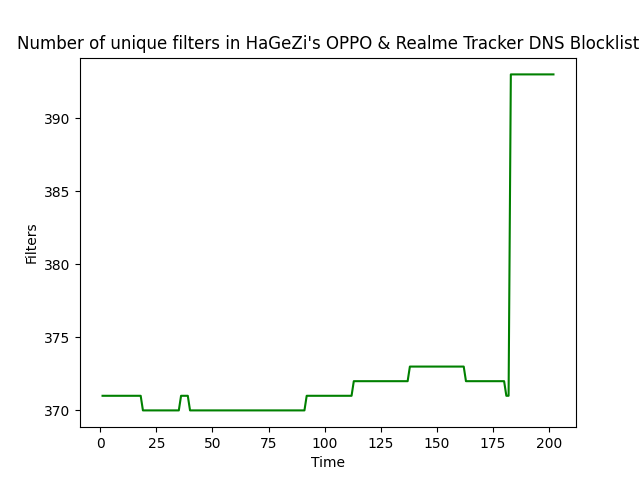 Number of unique filters in HaGeZi's OPPO & Realme Tracker DNS Blocklist
390
385
380
375
370
Filters
0 25 50 75 100 125 150 175 200
Time